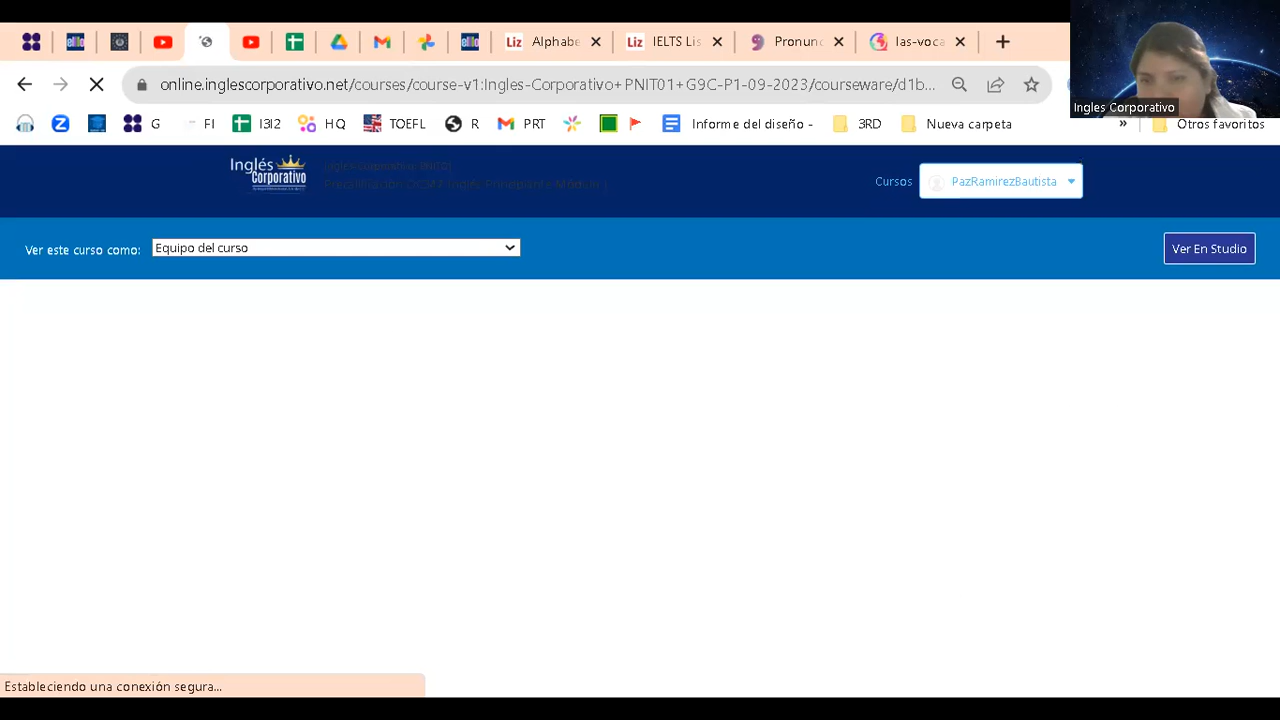 Alphabe
IELTS Lis
Pronunc
las-voca
online.inglescorporativo.net/courses/course-v1:Ingles-Corporativo+PNIT01+G9C-P1-09-2023/courseware/d1b...
Ingles Corporativo
G FI I3I2 HQ TOEFL R PRT Informe del diseño - 3RD Nueva carpeta » Otros favoritos
Inglés
Corporativo
Cursos PazRamirezBautista
Ver este curso como: Equipo del curso Ver En Studio
Estableciendo una conexión segura...